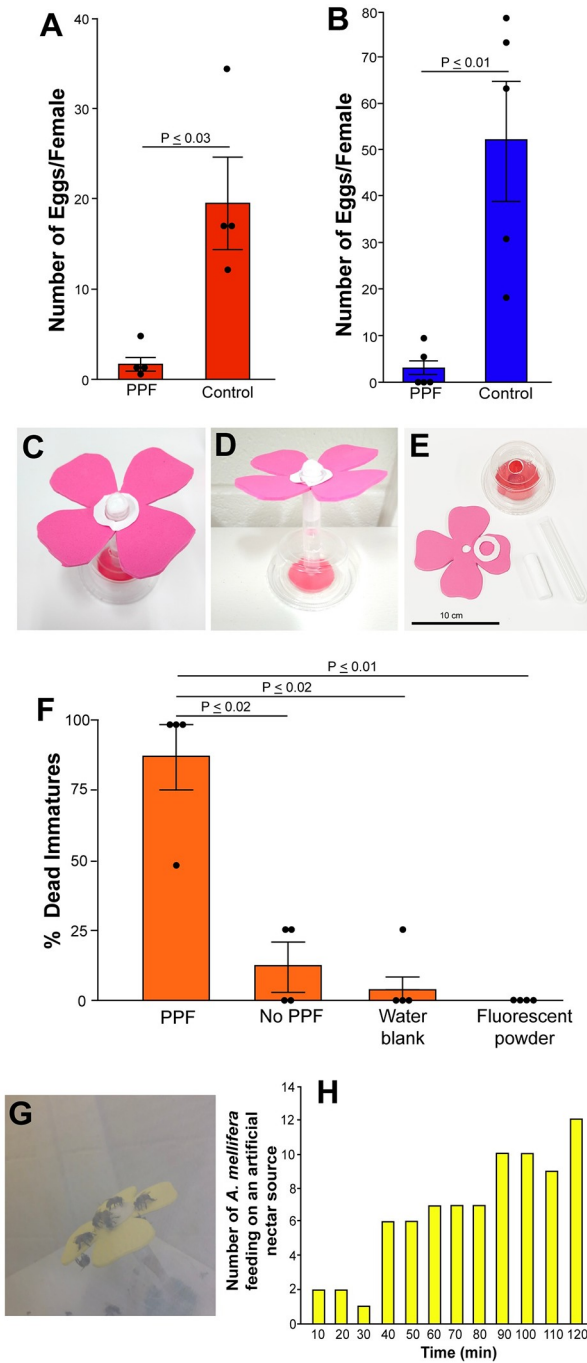 A
Number of Eggs/Female
40
30
20
10
0
P ≤ 0.03
PPF
Control
B
Number of Eggs/Female
80
70
60
50
40
30
20
10
0
P ≤ 0.01
PPF
Control
C
D
E
10 cm
F
% Dead Immatures
100
75
50
25
0
P ≤ 0.01
P ≤ 0.02
P ≤ 0.02
PPF
No PPF
Water
blank
Fluorescent
powder
G
H
Number of A. mellifera
feeding on an artificial
nectar source
14
12
10
8
6
4
2
0
10 20 30 40 50 60 70 80 90 100 110 120
Time (min)